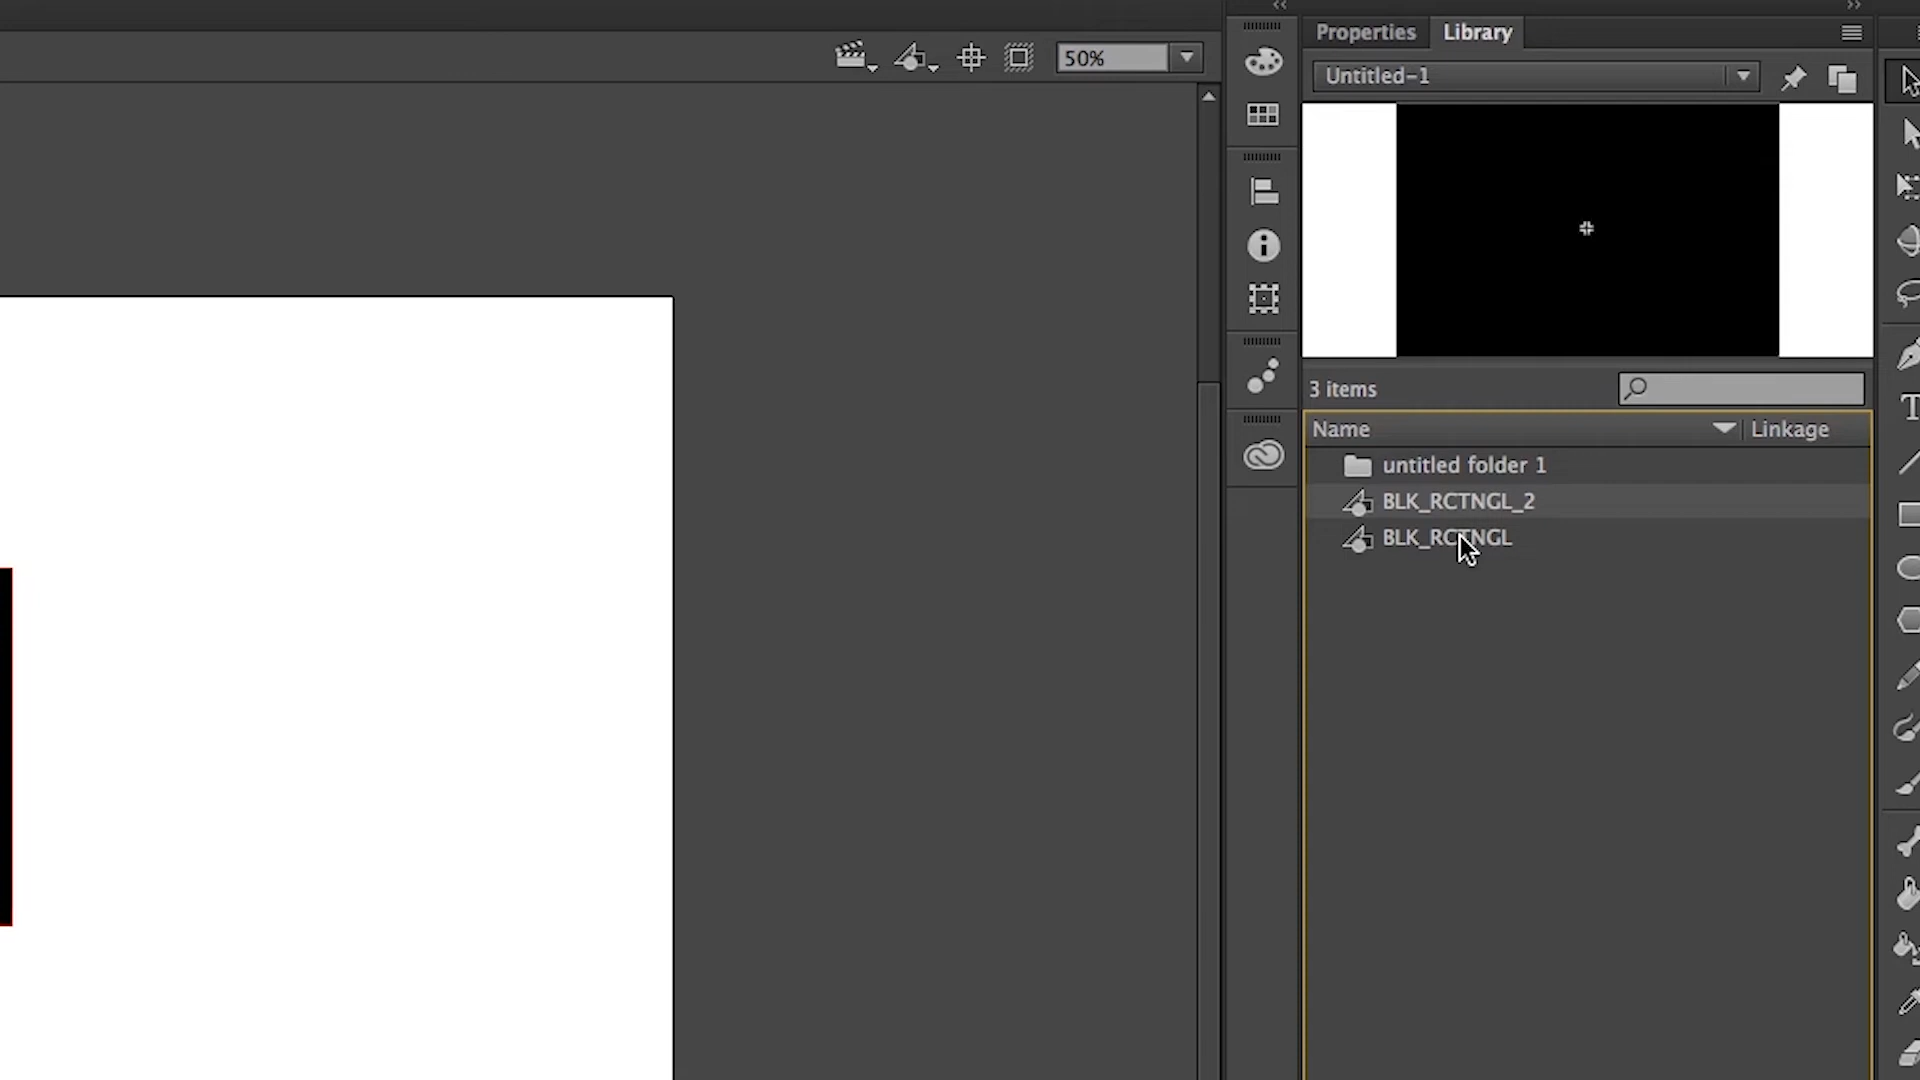 50%
Properties Library
Untitled-1
3 items
Name Linkage
untitled folder 1
BLK_RCTNGL_2
BLK_RCTNGL